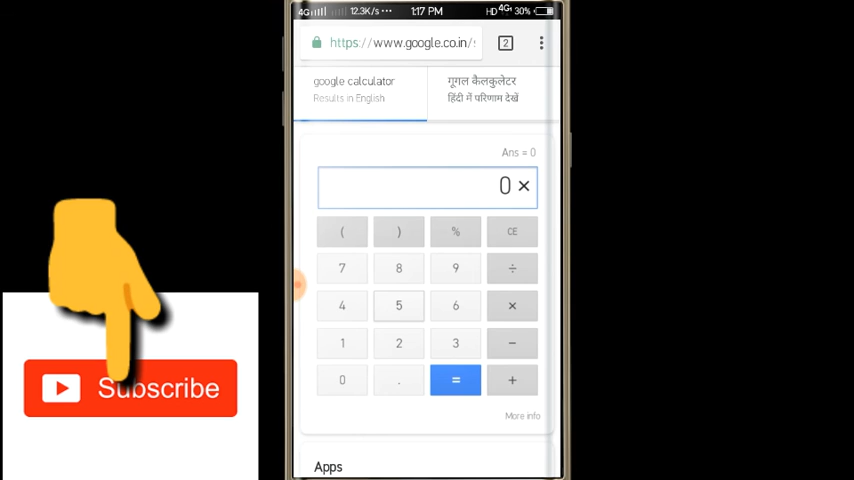 4G 12.3K/s ••• 1:17 PM HD 4G 30%
https://www.google.co.in/s
2
google calculator
Results in English
गूगल कैलकुलेटर
हिंदी में परिणाम देखें
Ans = 0
0 ×
( ) % CE
7 8 9 ÷
4 5 6 ×
1 2 3 −
0 . = +
More info
Apps
Subscribe